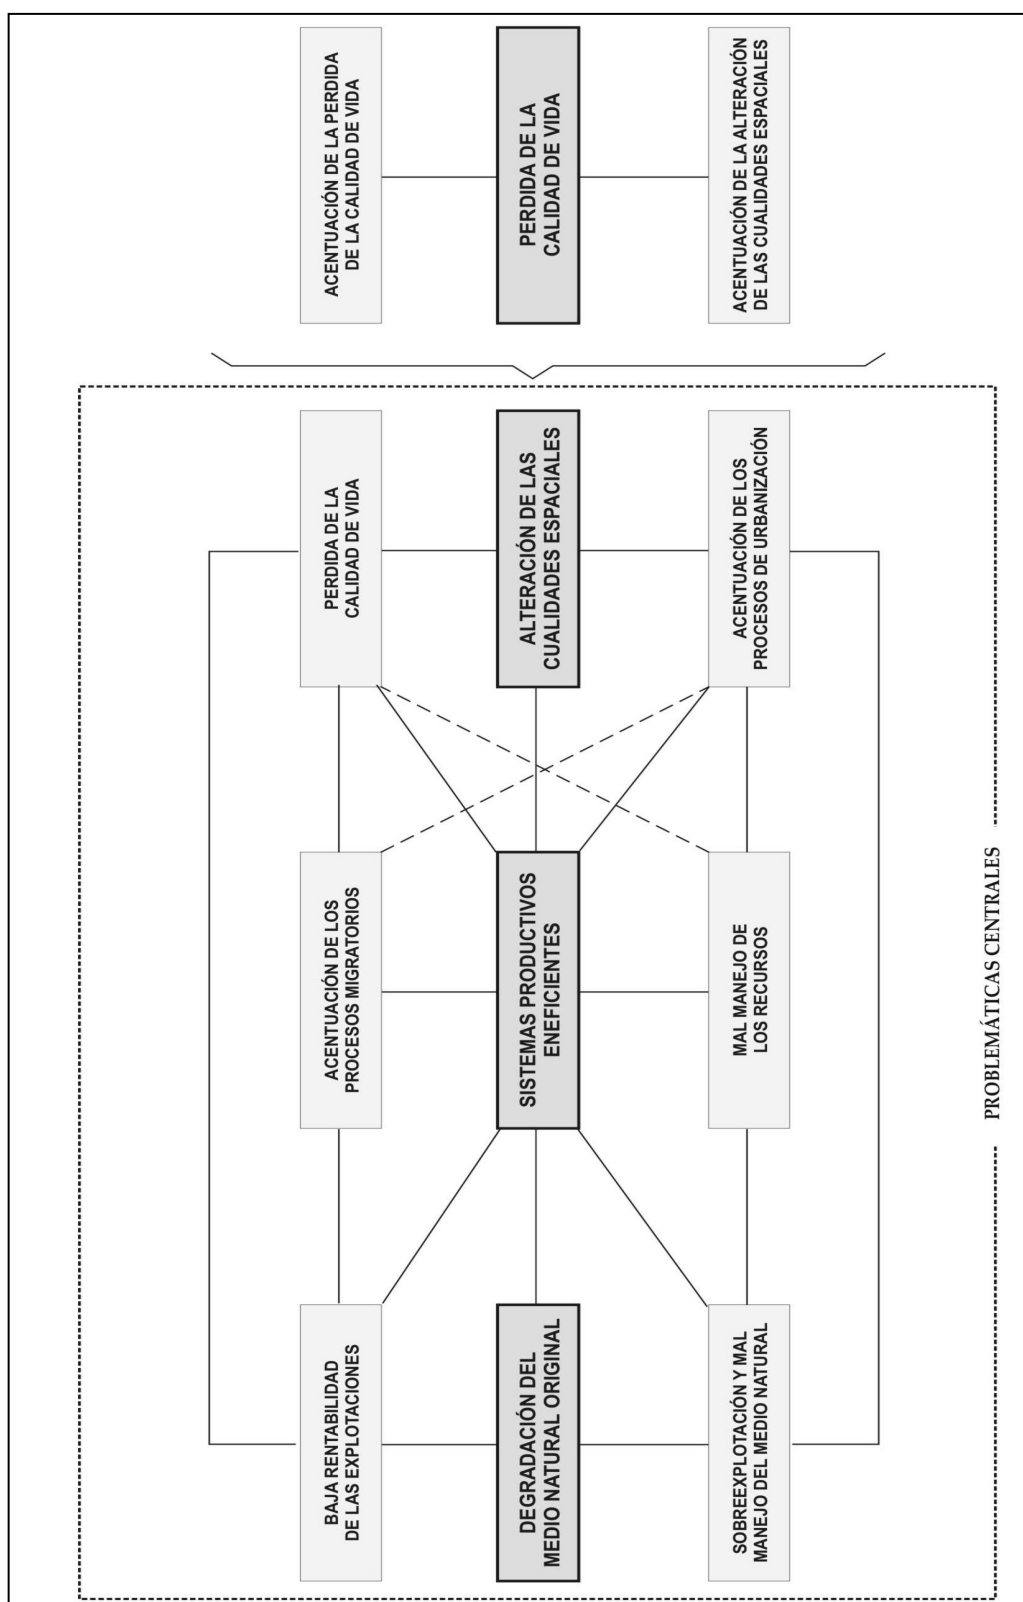 BAJA RENTABILIDAD
DE LAS EXPLOTACIONES
ACENTUACIÓN DE LOS
PROCESOS MIGRATORIOS
PERDIDA DE LA
CALIDAD DE VIDA
ACENTUACIÓN DE LA PERDIDA
DE LA CALIDAD DE VIDA
DEGRADACIÓN DEL
MEDIO NATURAL ORIGINAL
SISTEMAS PRODUCTIVOS
ENEFICIENTES
ALTERACIÓN DE LAS
CUALIDADES ESPACIALES
PERDIDA DE LA
CALIDAD DE VIDA
SOBREEXPLOTACIÓN Y MAL
MANEJO DEL MEDIO NATURAL
MAL MANEJO DE
LOS RECURSOS
ACENTUACIÓN DE LOS
PROCESOS DE URBANIZACIÓN
ACENTUACIÓN DE LA ALTERACIÓN
DE LAS CUALIDADES ESPACIALES
PROBLEMÁTICAS CENTRALES